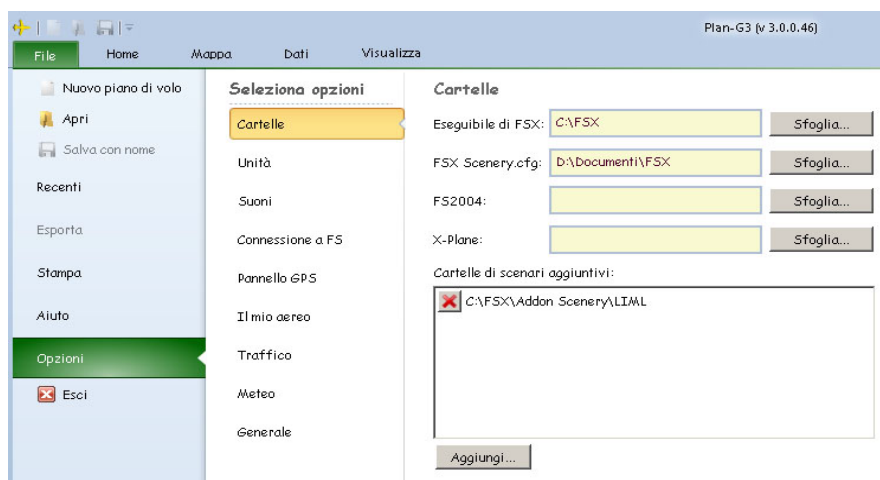 Plan-G3 (v 3.0.0.46)
File Home Mappa Dati Visualizza
Nuovo piano di volo
Apri
Salva con nome
Recenti
Esporta
Stampa
Aiuto
Opzioni
Esci
Seleziona opzioni
Cartelle
Unità
Suoni
Connessione a FS
Pannello GPS
Il mio aereo
Traffico
Meteo
Generale
Cartelle
Eseguibile di FSX: C:\FSX Sfoglia...
FSX Scenery.cfg: D:\Documenti\FSX Sfoglia...
FS2004: Sfoglia...
X-Plane: Sfoglia...
Cartelle di scenari aggiuntivi:
C:\FSX\Addon Scenery\LIML
Aggiungi...